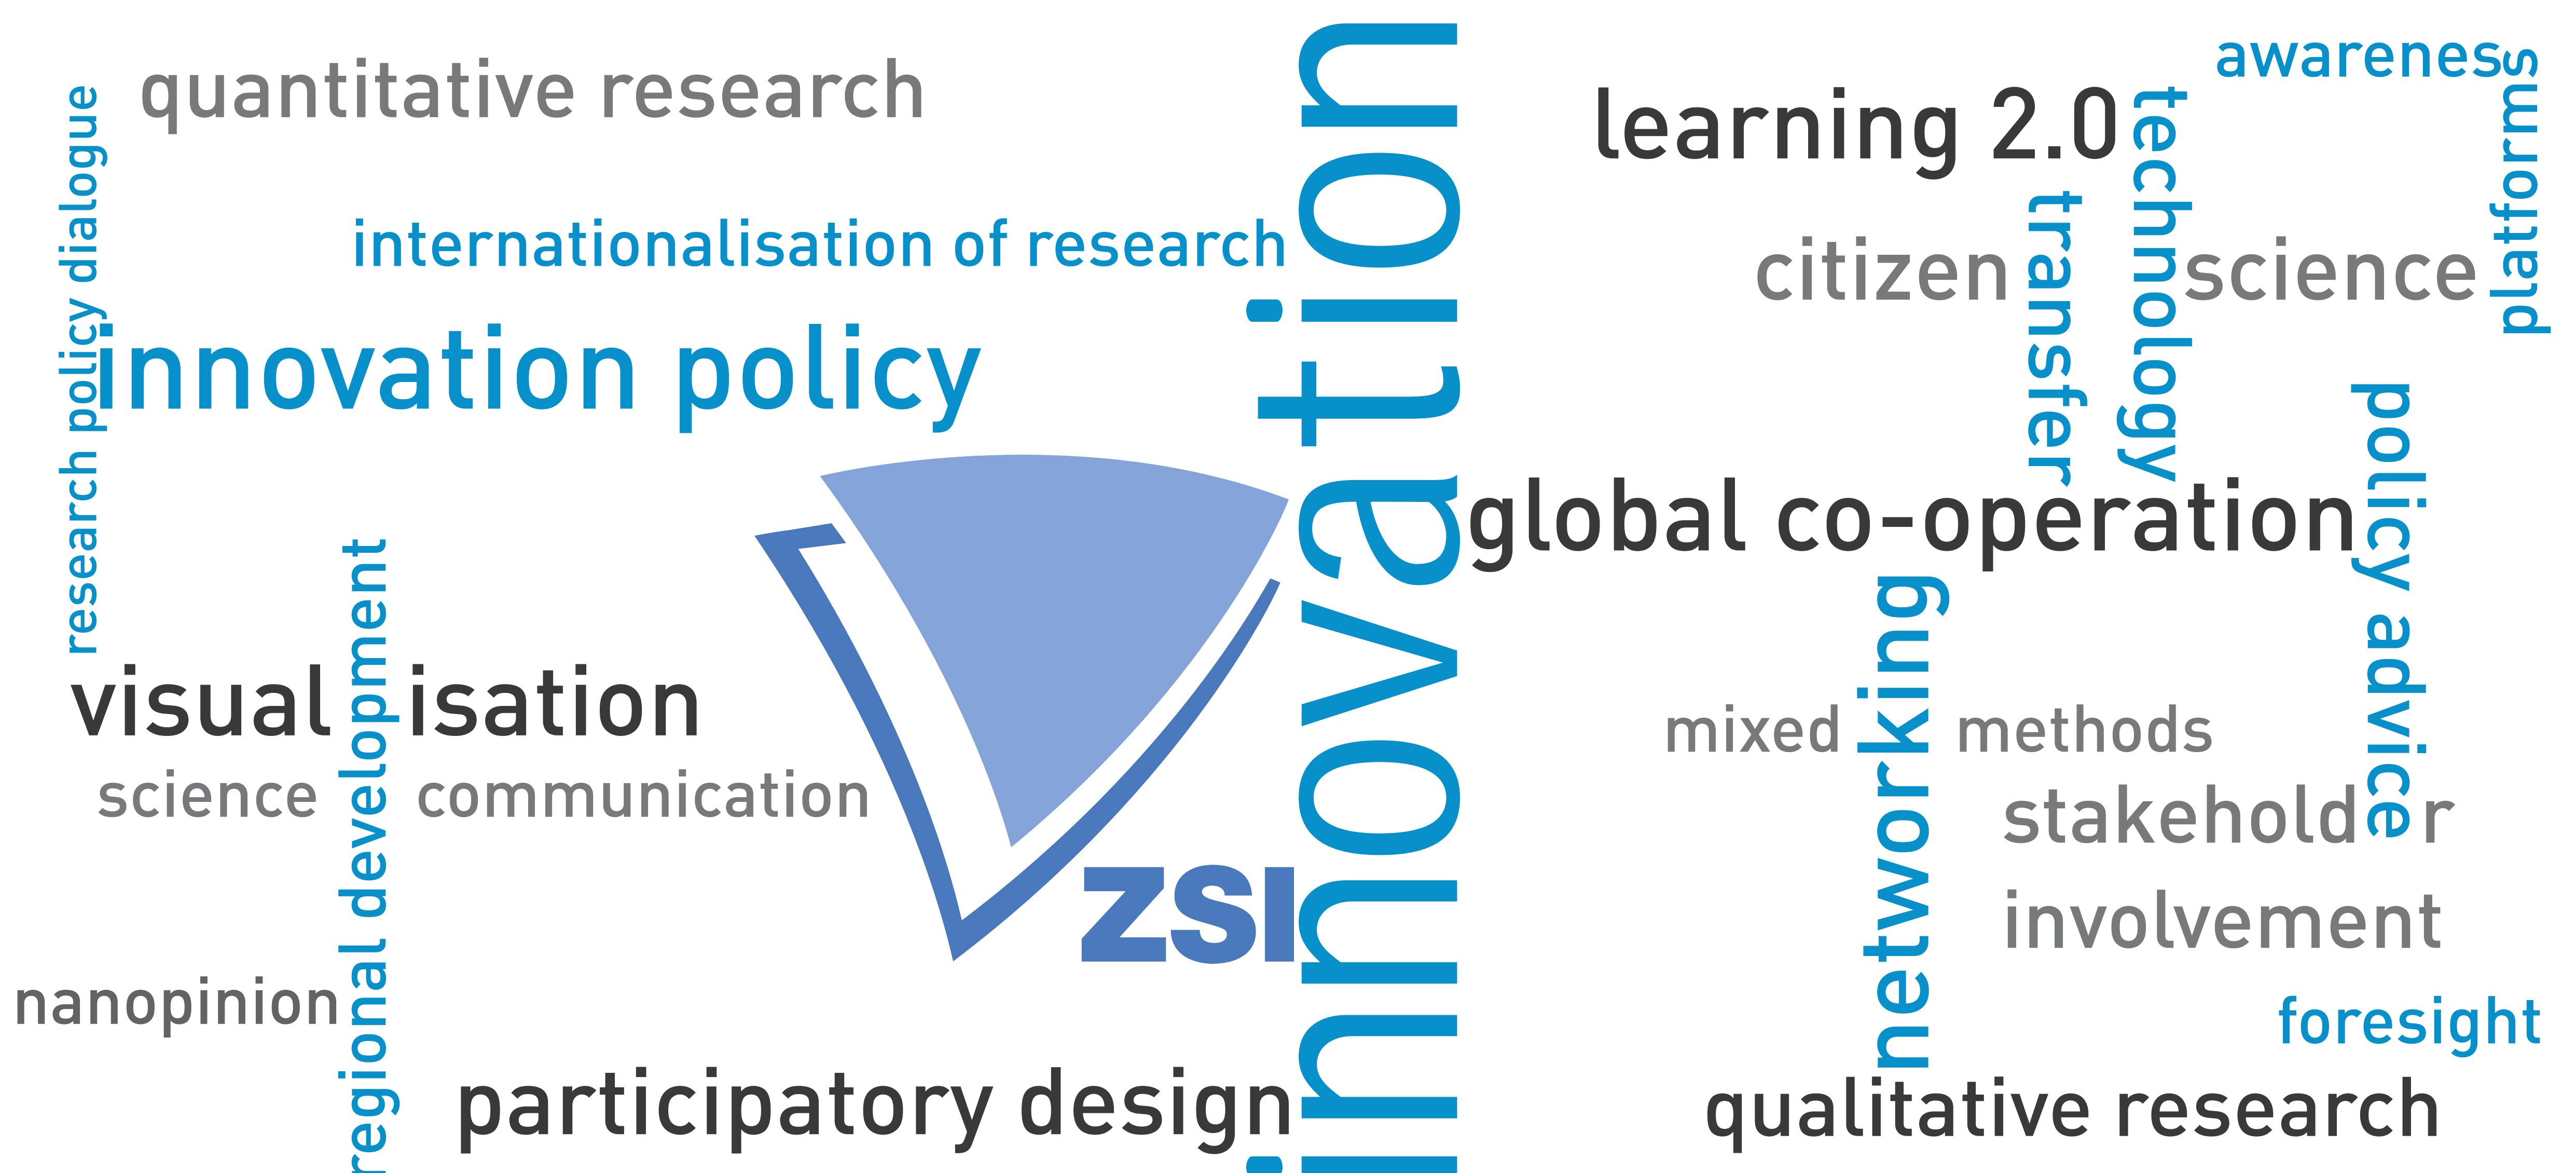 quantitative research
research policy dialogue
internationalisation of research
innovation policy
regional development
visual isation
science communication
nanopinion
participatory design
ZSI
innovation
learning 2.0
technology
transfer
awareness
platforms
citizen science
global co-operation
policy advice
networking
mixed methods
stakehold r
involvement
foresight
qualitative research